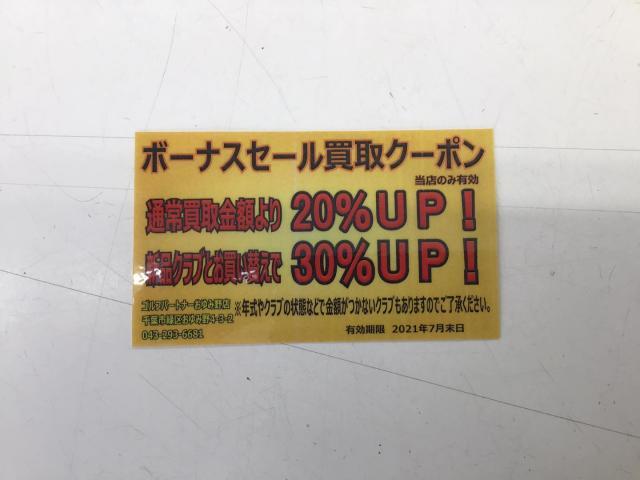 ボーナスセール買取クーポン
当店のみ有効
通常買取金額より 20%UP!
新品クラブとお買い替えで 30%UP!
ゴルフパートナーおゆみ野店
千葉市緑区おゆみ野4-3-2
043-293-6681
※年式やクラブの状態などで金額がつかないクラブもありますのでご了承ください。
有効期限 2021年7月末日